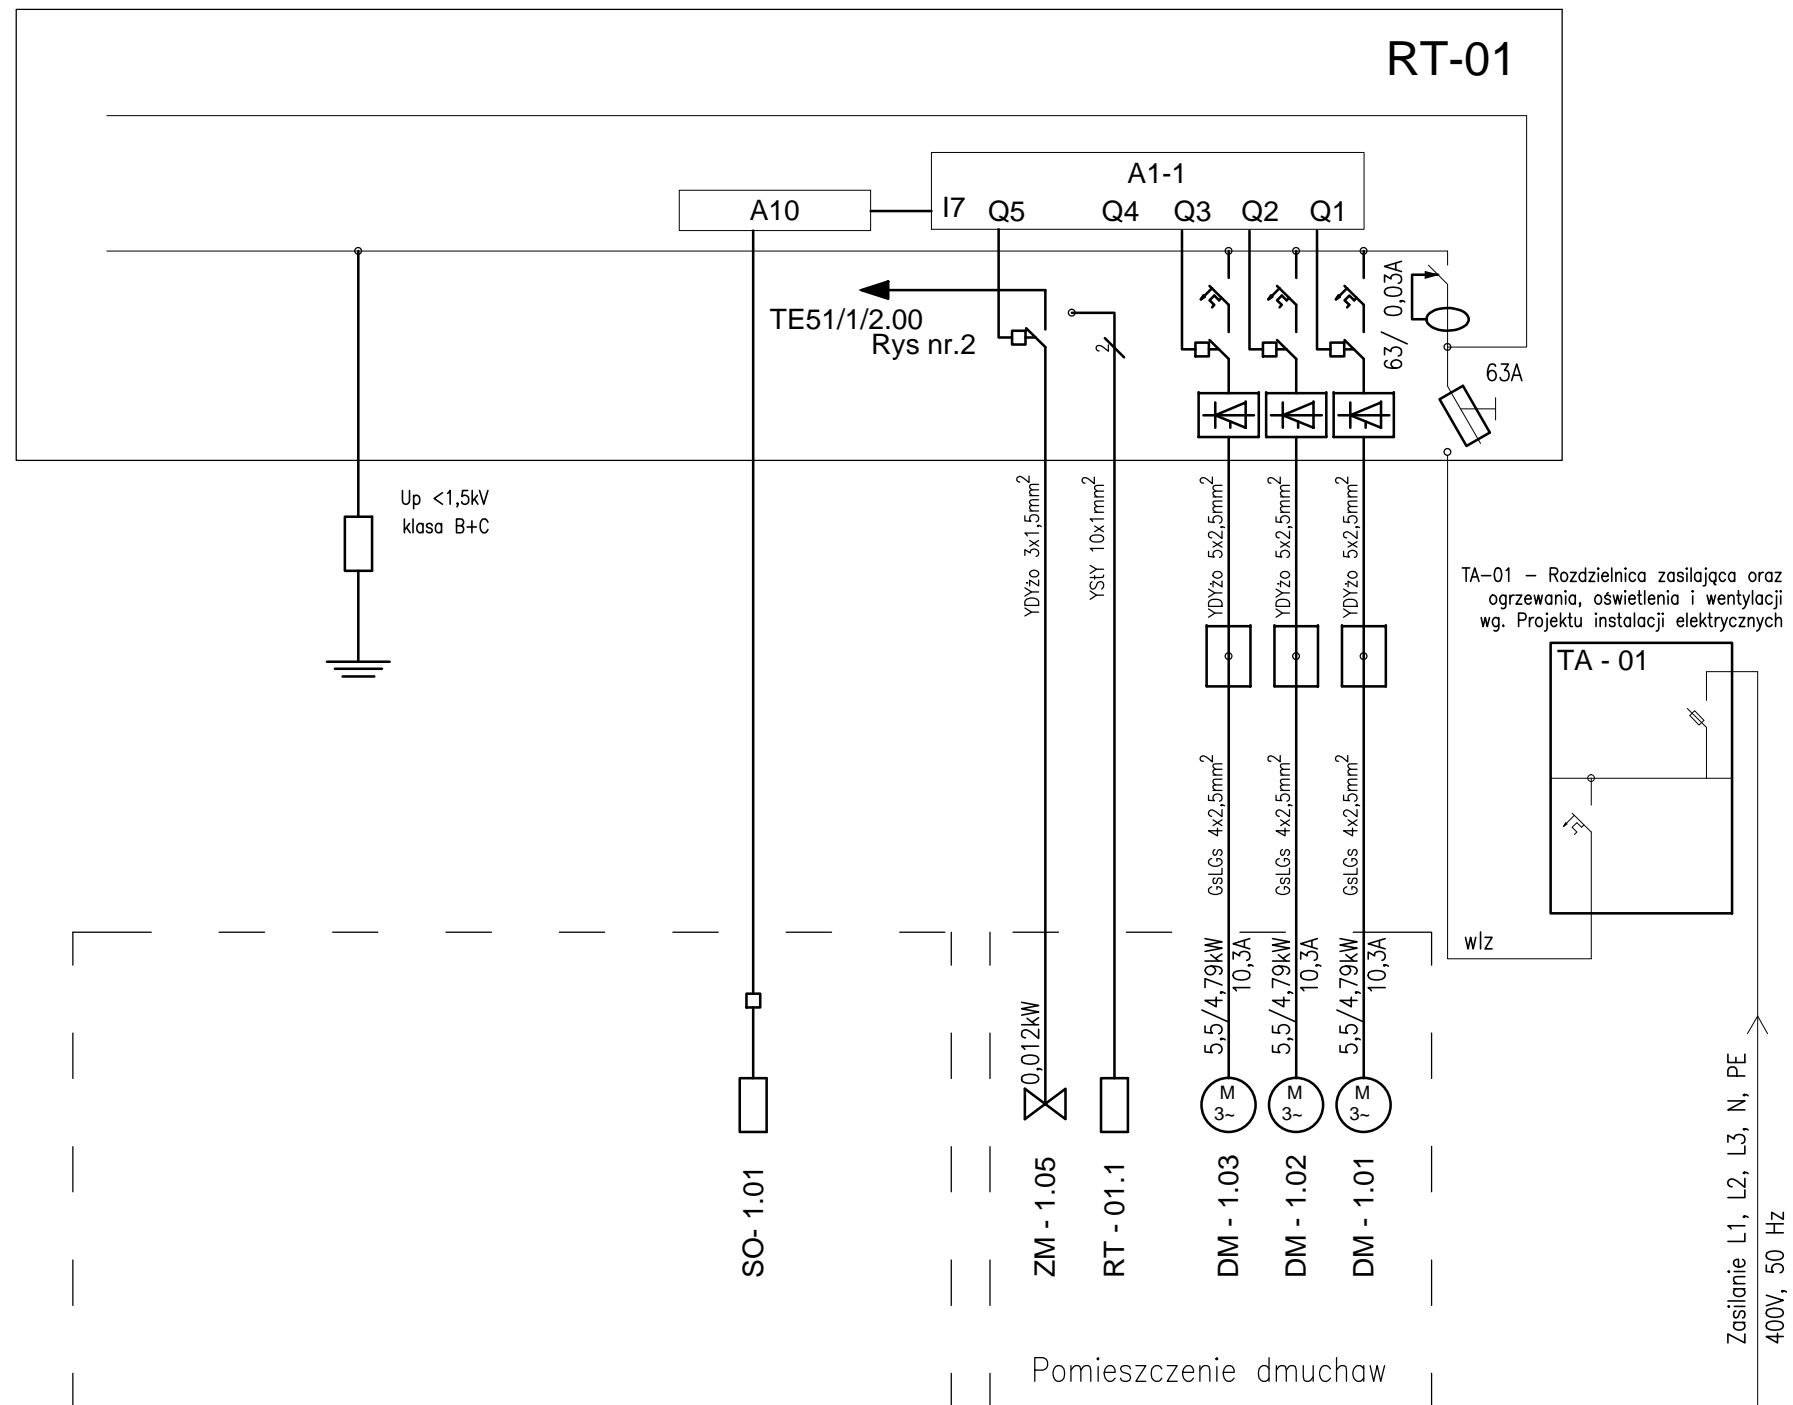 RT-01
A1-1
A10
I7 Q5 Q4 Q3 Q2 Q1
TE51/1/2.00
Rys nr.2
2
63/ 0,03A
63A
Up <1,5kV
klasa B+C
YDYżo 3x1,5mm²
YStY 10x1mm²
YDYżo 5x2,5mm²
YDYżo 5x2,5mm²
YDYżo 5x2,5mm²
TA-01 - Rozdzielnica zasilająca oraz
ogrzewania, oświetlenia i wentylacji
wg. Projektu instalacji elektrycznych
TA - 01
GsLGs 4x2,5mm²
GsLGs 4x2,5mm²
GsLGs 4x2,5mm²
wlz
0,012kW
5,5/4,79kW
10,3A
5,5/4,79kW
10,3A
5,5/4,79kW
10,3A
M
3~
M
3~
M
3~
SO- 1.01
ZM - 1.05
RT - 01.1
DM - 1.03
DM - 1.02
DM - 1.01
Zasilanie L1, L2, L3, N, PE
400V, 50 Hz
Pomieszczenie dmuchaw